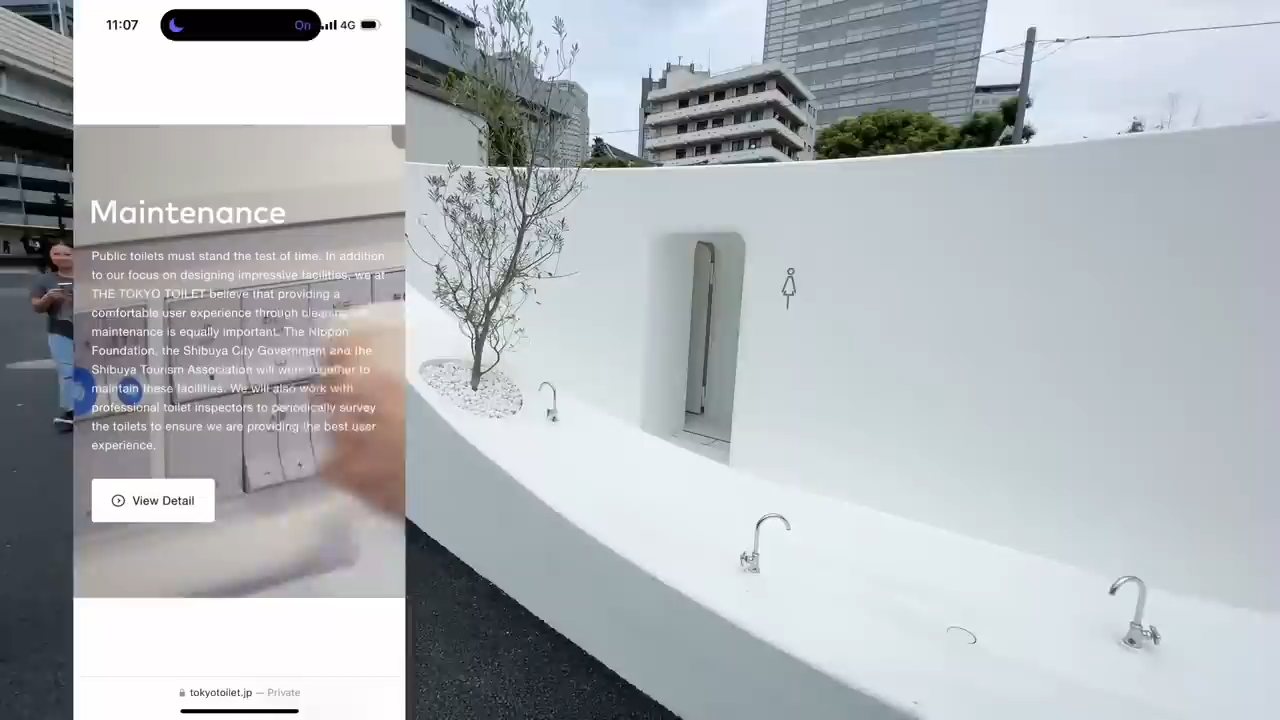 11:07
On
4G
Maintenance
Public toilets must stand the test of time. In addition
to our focus on designing impressive facilities, we at
THE TOKYO TOILET believe that providing a
comfortable user experience through cleaning and
maintenance is equally important. The Nippon
Foundation, the Shibuya City Government and the
Shibuya Tourism Association will work together to
maintain these facilities. We will also work with
professional toilet inspectors to periodically survey
the toilets to ensure we are providing the best user
experience.
View Detail
tokyotoilet.jp — Private